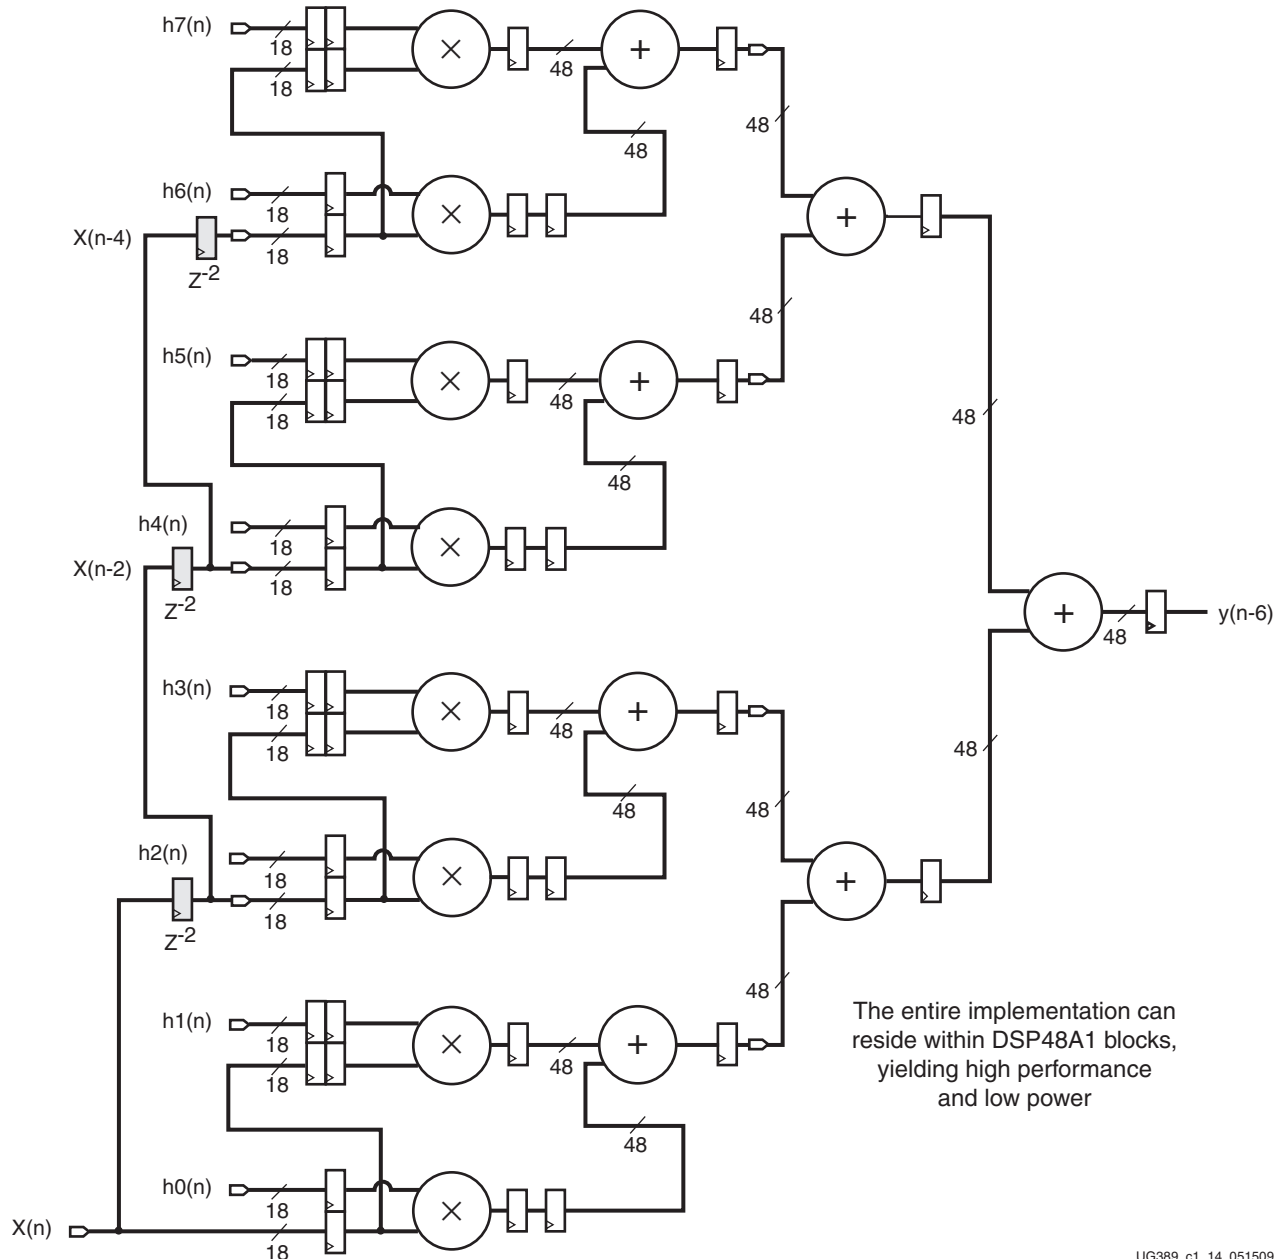 h7(n)
18
48
18
48
48
h6(n)
18
X(n-4)
18
Z-2
48
h5(n)
18
48
18
48
48
h4(n)
18
X(n-2)
18
Z-2
y(n-6)
48
h3(n)
18
48
18
48
48
48
h2(n)
18
18
Z-2
48
h1(n)
18
48
18
48
The entire implementation can
reside within DSP48A1 blocks,
yielding high performance
and low power
h0(n)
18
X(n)
18
UG389_c1_14_051509